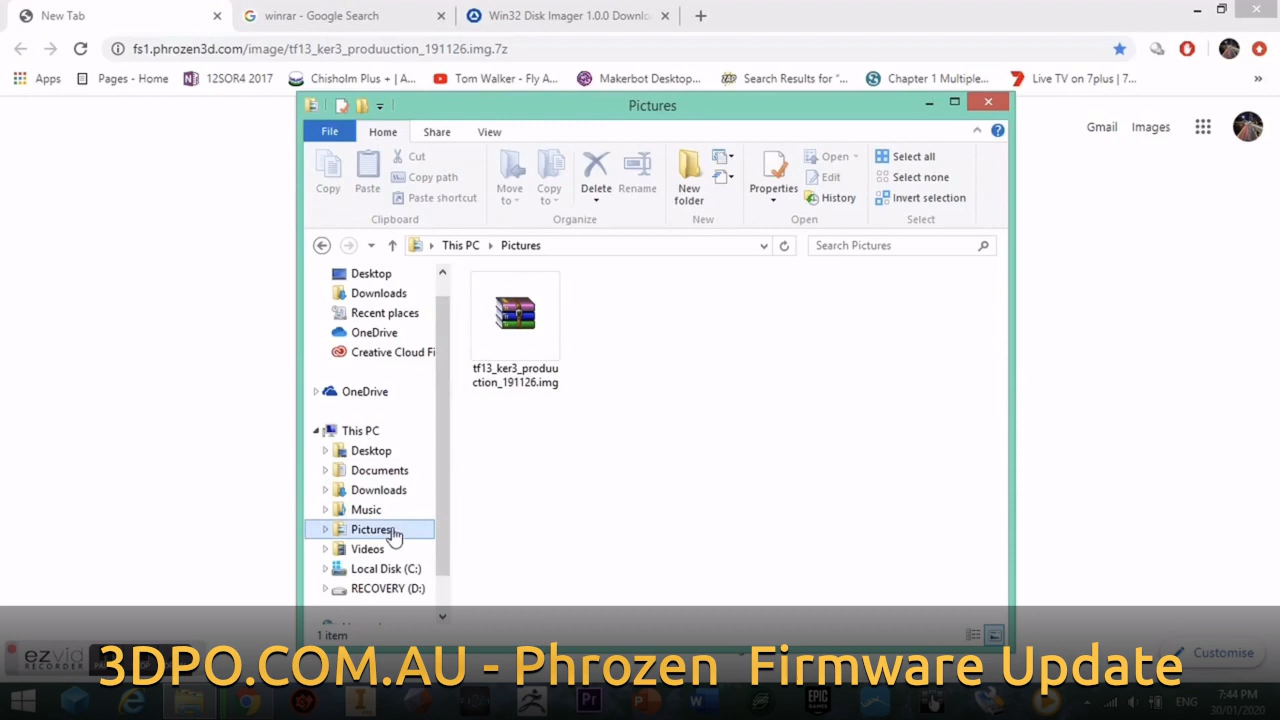 New Tab
winrar - Google Search
Win32 Disk Imager 1.0.0 Downlo
fs1.phrozen3d.com/image/tf13_ker3_produuction_191126.img.7z
Apps
Pages - Home
12SOR4 2017
Chisholm Plus + | A...
Tom Walker - Fly A...
Makerbot Desktop...
Search Results for "...
Chapter 1 Multiple...
Live TV on 7plus | 7...
»
Gmail
Images
Pictures
File
Home
Share
View
Copy
Paste
Cut
Copy path
Paste shortcut
Clipboard
Move to
Copy to
Delete
Rename
Organize
New folder
New
Properties
Open
Edit
History
Open
Select all
Select none
Invert selection
Select
This PC
Pictures
Search Pictures
Desktop
Downloads
Recent places
OneDrive
Creative Cloud Fi
OneDrive
This PC
Desktop
Documents
Downloads
Music
Pictures
Videos
Local Disk (C:)
RECOVERY (D:)
tf13_ker3_produu
ction_191126.img
1 item
Customise
ezvid
RECORDER
3DPO.COM.AU - Phrozen Firmware Update
ENG
7:44 PM
30/01/2020